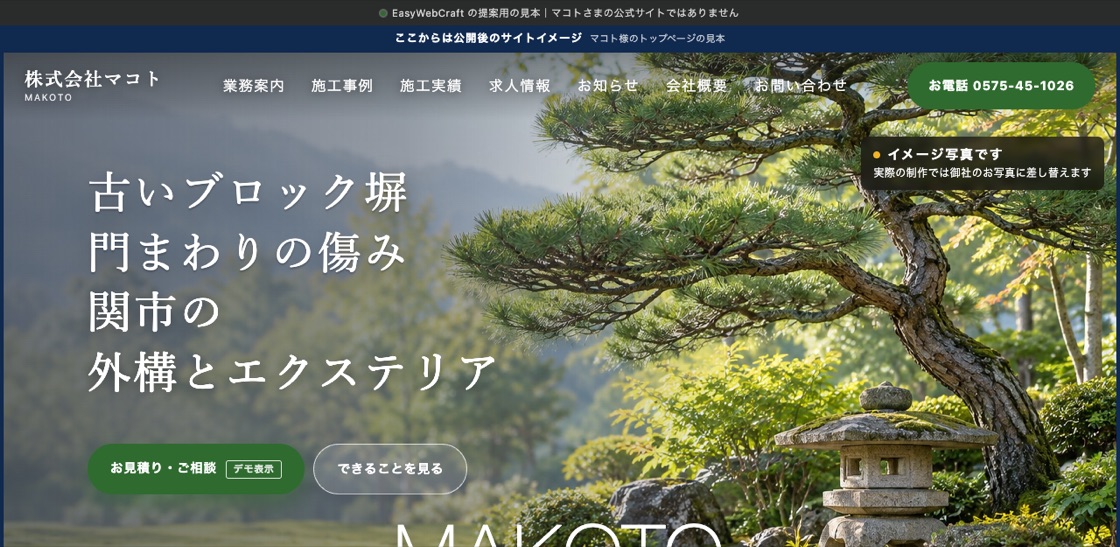 EasyWebCraft の提案用の見本 | マコトさまの公式サイトではありません
ここからは公開後のサイトイメージ マコト様のトップページの見本
株式会社マコト
MAKOTO
業務案内 施工事例 施工実績 求人情報 お知らせ 会社概要 お問い合わせ
お電話 0575-45-1026
イメージ写真です
実際の制作では御社のお写真に差し替えます
古いブロック塀
門まわりの傷み
関市の
外構とエクステリア
お見積り・ご相談 デモ表示
できることを見る
MAKOTO